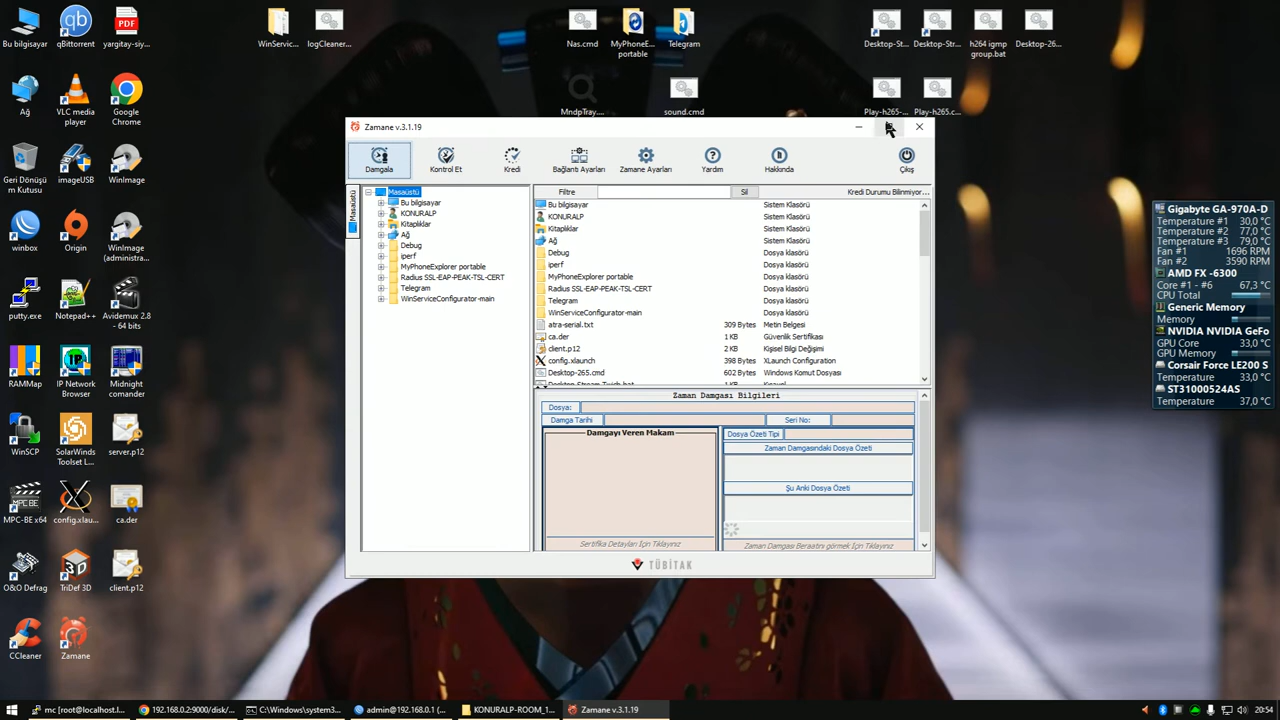 Bu bilgisayar
qBittorrent
yargitay-siy...
WinServic...
logCleaner...
Nas.cmd
MyPhoneE... portable
Telegram
Desktop-St...
Desktop-Str...
h264 igmp group.bat
Desktop-26...
Ağ
VLC media player
Google Chrome
MndpTray....
sound.cmd
Play-h265-...
Play-h265.c...
Geri Dönüşüm Kutusu
imageUSB
WinImage
winbox
Origin
WinImage (administra...
putty.exe
Notepad++
Avidemux 2.8 - 64 bits
RAMMap
IP Network Browser
Midnight comander
WinSCP
SolarWinds Toolset L...
server.p12
MPC-BE x64
config.xlau...
ca.der
O&O Defrag
TriDef 3D
client.p12
CCleaner
Zamane
Zamane v.3.1.19
Damgala
Kontrol Et
Kredi
Bağlantı Ayarları
Zamane Ayarları
Yardım
Hakkında
Çıkış
Masaüstü
Masaüstü
Bu bilgisayar
KONURALP
Kitaplıklar
Ağ
Debug
iperf
MyPhoneExplorer portable
Radius SSL-EAP-PEAK-TSL-CERT
Telegram
WinServiceConfigurator-main
Filtre Sil Kredi Durumu Bilinmiyor...
Bu bilgisayar Sistem Klasörü
KONURALP Sistem Klasörü
Kitaplıklar Sistem Klasörü
Ağ Sistem Klasörü
Debug Dosya klasörü
iperf Dosya klasörü
MyPhoneExplorer portable Dosya klasörü
Radius SSL-EAP-PEAK-TSL-CERT Dosya klasörü
Telegram Dosya klasörü
WinServiceConfigurator-main Dosya klasörü
atra-serial.txt 309 Bytes Metin Belgesi
ca.der 1 KB Güvenlik Sertifikası
client.p12 2 KB Kişisel Bilgi Değişimi
config.xlaunch 398 Bytes XLaunch Configuration
Desktop-265.cmd 602 Bytes Windows Komut Dosyası
Desktop-Stream Twich.bat 1 KB Kısayol
Zaman Damgası Bilgileri
Dosya:
Damga Tarihi Seri No:
Damgayı Veren Makam
Dosya Özeti Tipi
Zaman Damgasındaki Dosya Özeti
Şu Anki Dosya Özeti
Sertifika Detayları İçin Tıklayınız
Zaman Damgası Beraatını görmek İçin Tıklayınız
TÜBİTAK
Gigabyte GA-970A-D
Temperature #1 30,0 °C
Temperature #2 77,0 °C
Temperature #3 79,0 °C
Fan #1 1696 RPM
Fan #2 3590 RPM
AMD FX -6300
Core #1 - #6 67,3 °C
CPU Total
Generic Memory
Memory
NVIDIA NVIDIA GeFo
GPU Core 33,0 °C
GPU Memory
Corsair Force LE200 S
Temperature 33,0 °C
ST31000524AS
Temperature 37,0 °C
mc [root@localhost.l...
192.168.0.2:9000/disk/...
C:\Windows\system3...
admin@192.168.0.1 (...
KONURALP-ROOM_1...
Zamane v.3.1.19
20:54